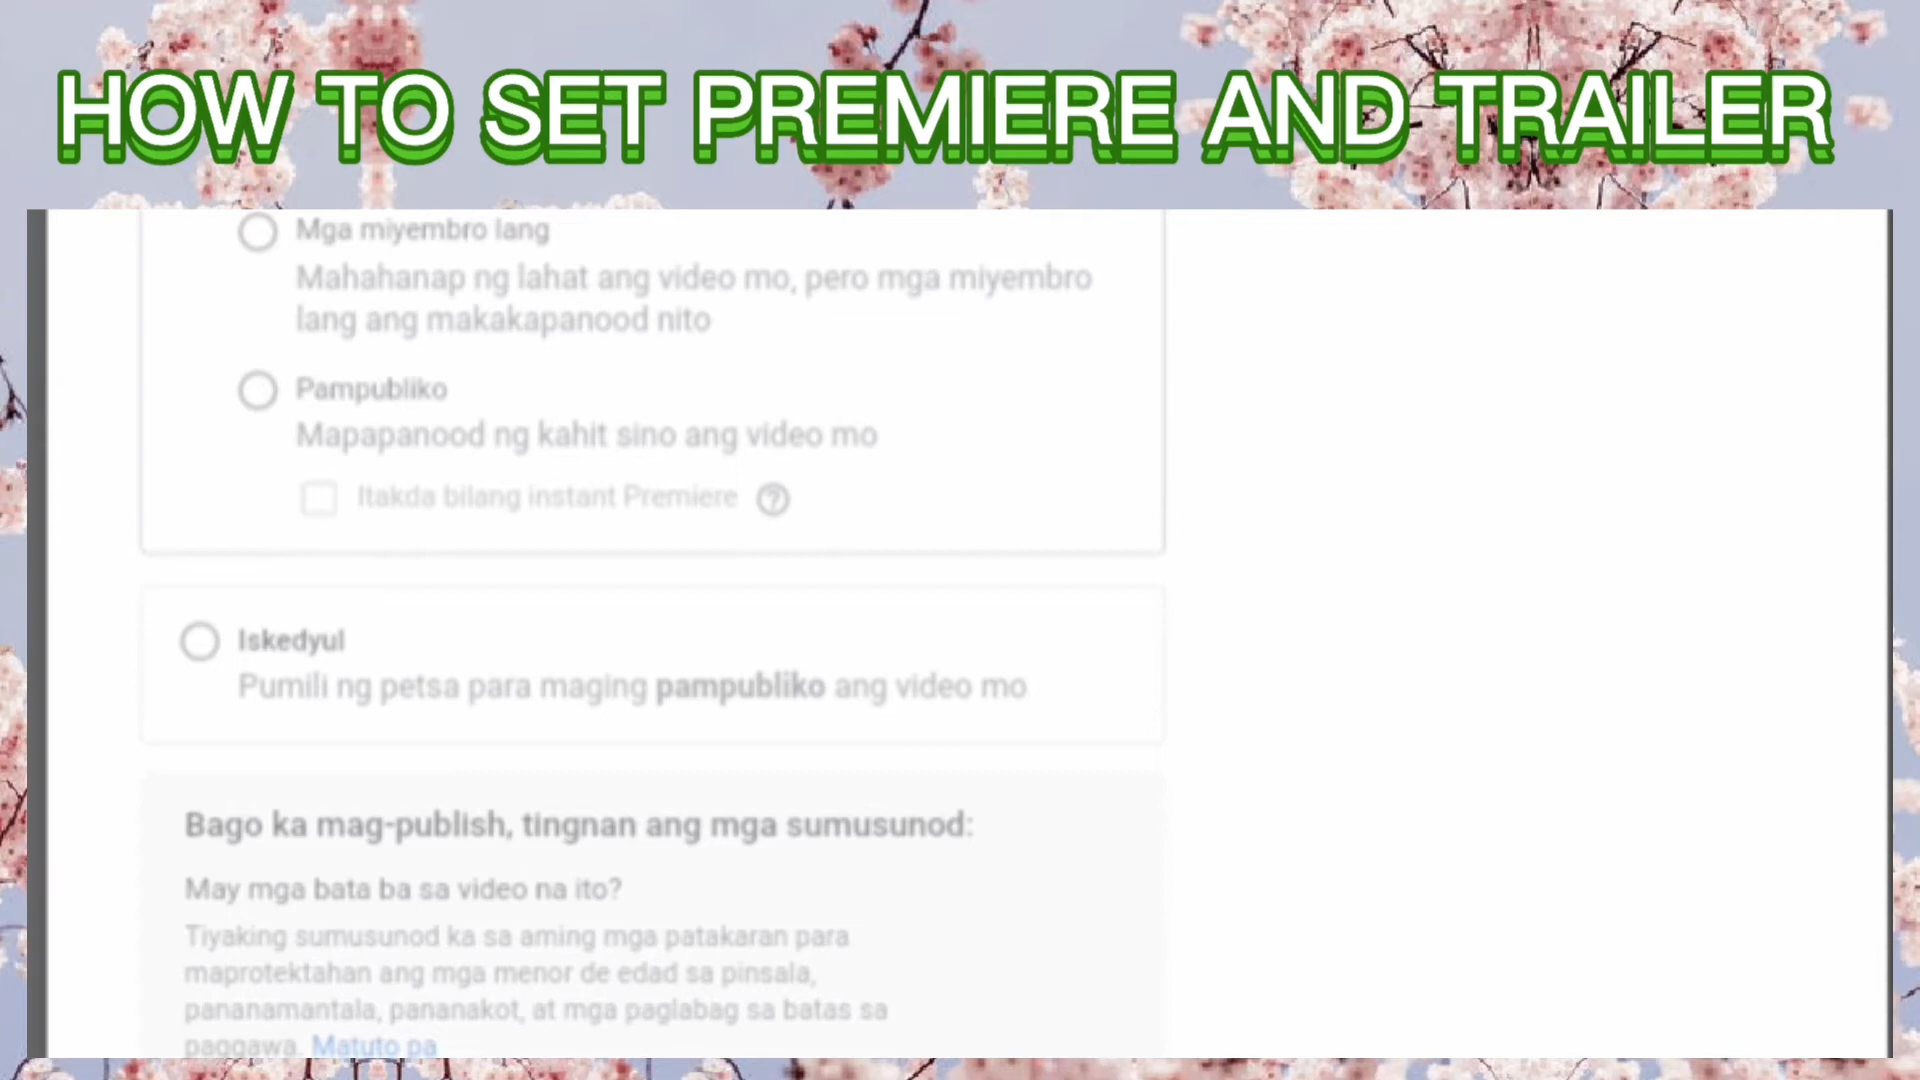 HOW TO SET PREMIERE AND TRAILER
Mga miyembro lang
Mahahanap ng lahat ang video mo, pero mga miyembro
lang ang makakapanood nito
Pampubliko
Mapapanood ng kahit sino ang video mo
Itakda bilang instant Premiere
Iskedyul
Pumili ng petsa para maging pampubliko ang video mo
Bago ka mag-publish, tingnan ang mga sumusunod:
May mga bata ba sa video na ito?
Tiyaking sumusunod ka sa aming mga patakaran para
maprotektahan ang mga menor de edad sa pinsala,
pananamantala, pananakot, at mga paglabag sa batas sa
paggawa. Matuto pa